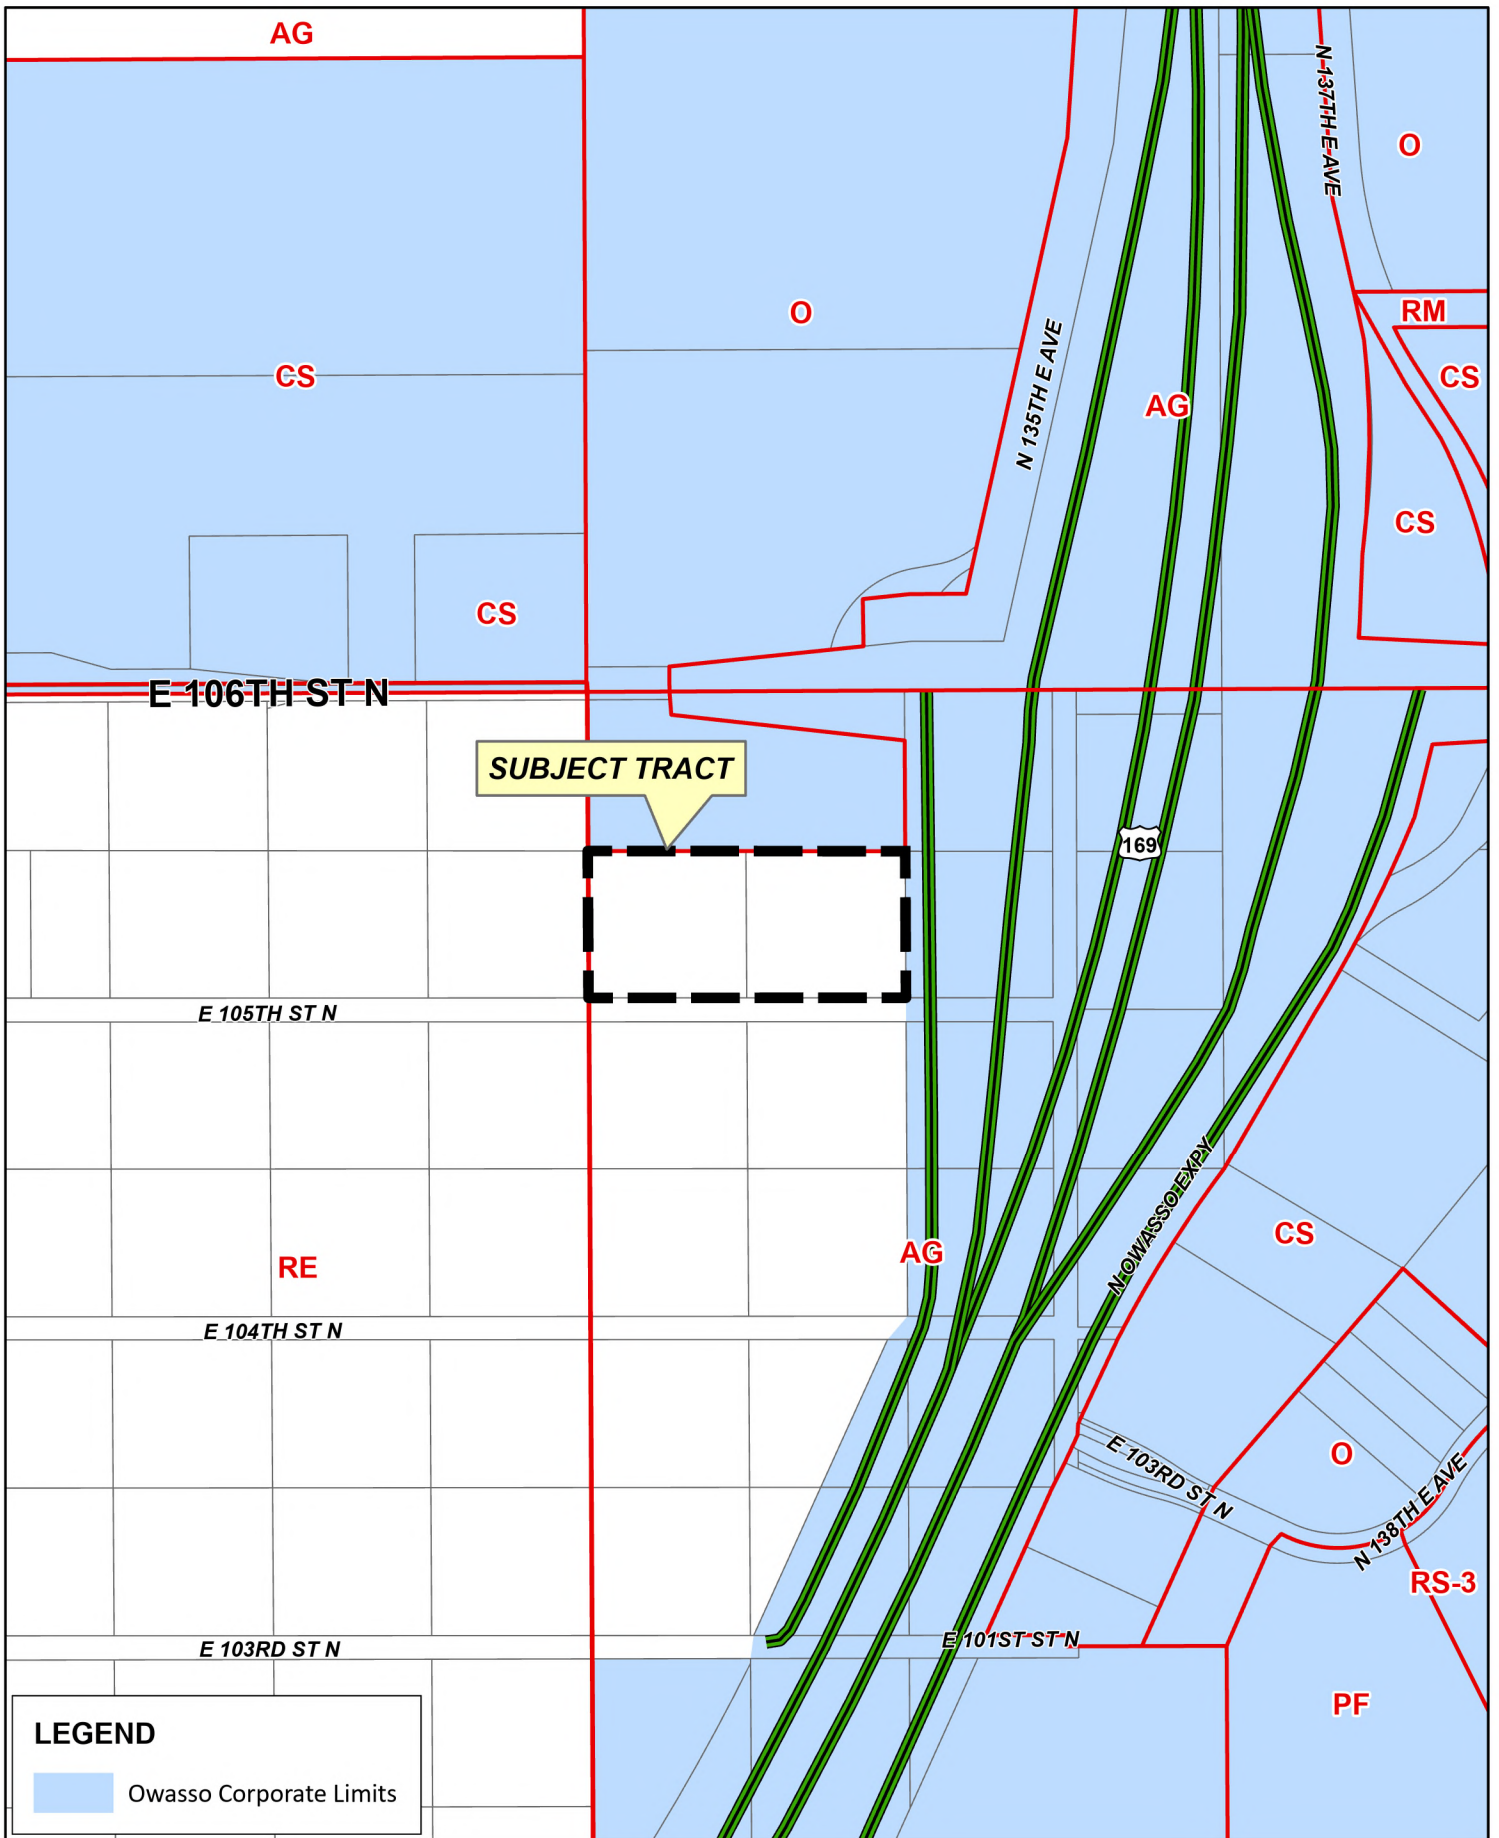 AG
N 137TH E AVE
O
O
RM
CS
CS
N 135TH E AVE
AG
CS
CS
E 106TH ST N
SUBJECT TRACT
169
E 105TH ST N
N OWASSO EXPY
CS
AG
RE
E 104TH ST N
E 103RD ST N
O
N 138TH E AVE
RS-3
E 103RD ST N
E 101ST ST N
PF
LEGEND
Owasso Corporate Limits